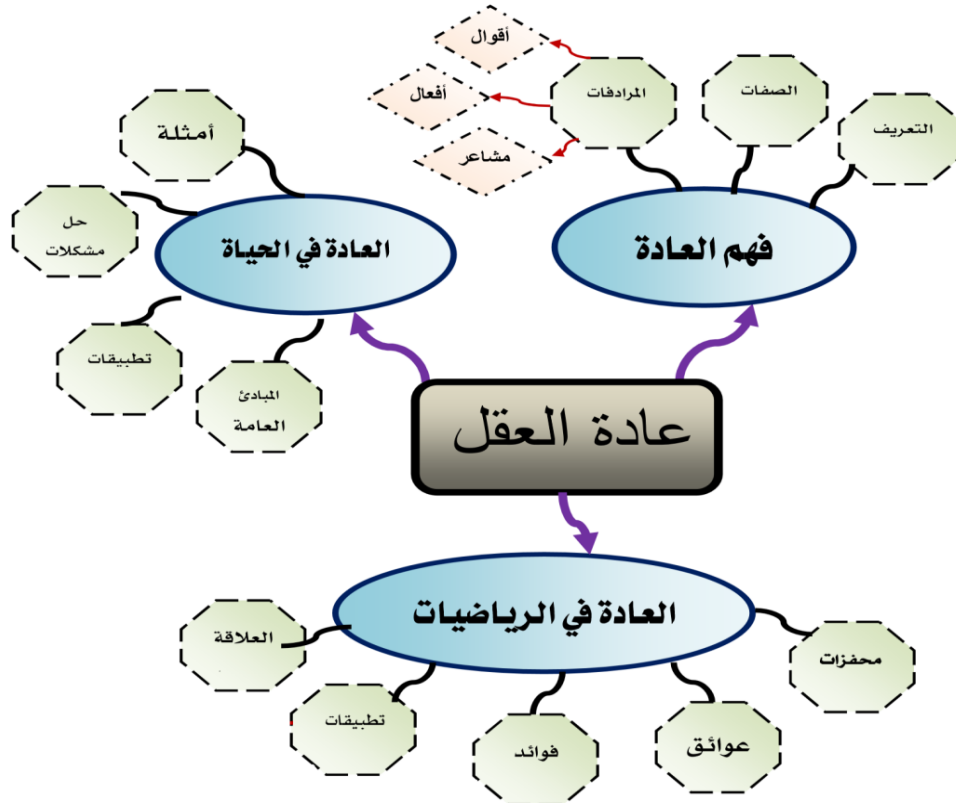 عادة العقل
فهم العادة
التعريف
الصفات
المرادفات
أقوال
أفعال
مشاعر
العادة في الحياة
أمثلة
حل
مشكلات
تطبيقات
المبادئ
العامة
العادة في الرياضيات
محفزات
عوائق
فوائد
تطبيقات
العلاقة